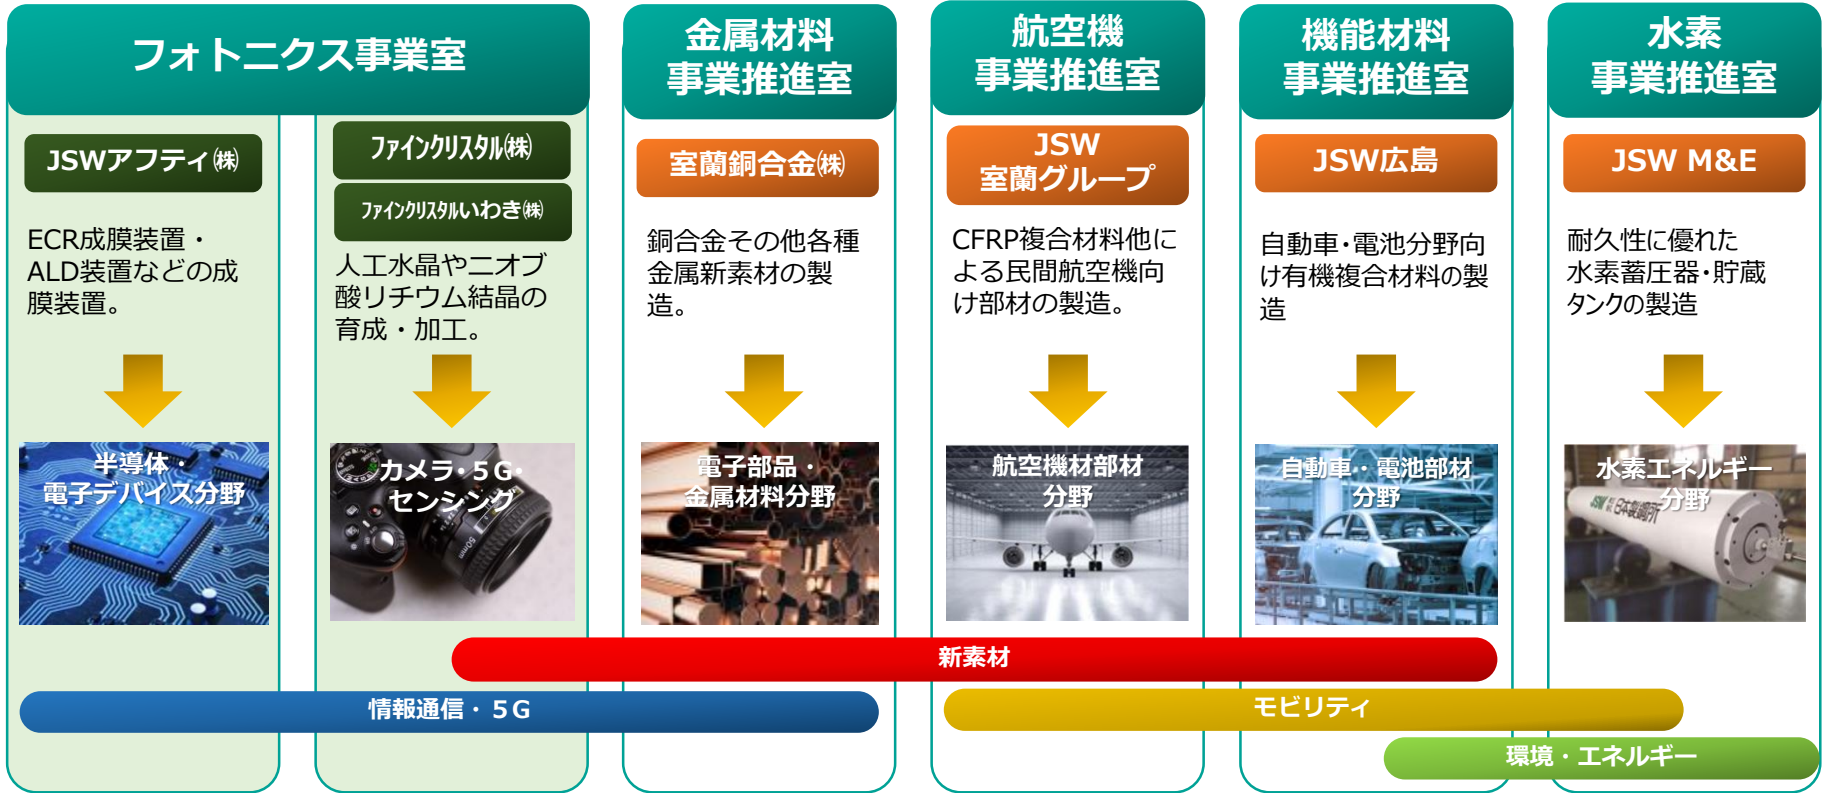 フォトニクス事業室
JSWアフティ㈱
ECR成膜装置・
ALD装置などの成
膜装置。
半導体・
電子デバイス分野
ファインクリスタル㈱
ファインクリスタルいわき㈱
人工水晶やニオブ
酸リチウム結晶の
育成・加工。
カメラ・5G・
センシング
50mm
金属材料
事業推進室
室蘭銅合金㈱
銅合金その他各種
金属新素材の製
造。
電子部品・
金属材料分野
航空機
事業推進室
JSW
室蘭グループ
CFRP複合材料他に
よる民間航空機向
け部材の製造。
航空機材部材
分野
機能材料
事業推進室
JSW広島
自動車・電池分野向
け有機複合材料の製
造
自動車・電池部材
分野
水素
事業推進室
JSW M&E
耐久性に優れた
水素蓄圧器・貯蔵
タンクの製造
水素エネルギー
分野
JSW 日本製鋼所
新素材
情報通信・５G
モビリティ
環境・エネルギー